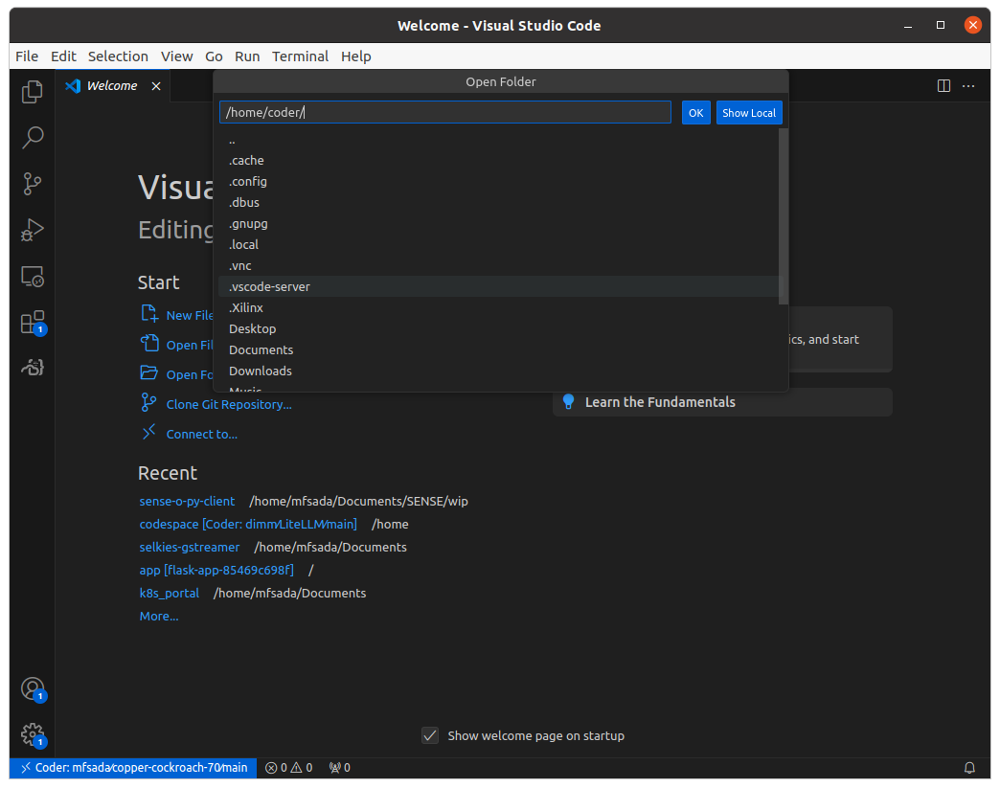 Welcome - Visual Studio Code
File Edit Selection View Go Run Terminal Help
Welcome
Open Folder
/home/coder/
OK
Show Local
..
.cache
.config
.dbus
.gnupg
.local
.vnc
.vscode-server
.Xilinx
Desktop
Documents
Downloads
Music
Visua
Editing
Start
New File
Open Fil
Open Fo
Clone Git Repository...
Connect to...
ics, and start
Learn the Fundamentals
Recent
sense-o-py-client /home/mfsada/Documents/SENSE/wip
codespace [Coder: dimm/LiteLLM/main] /home
selkies-gstreamer /home/mfsada/Documents
app [flask-app-85469c698f] /
k8s_portal /home/mfsada/Documents
More...
1
1
1
Show welcome page on startup
Coder: mfsada/copper-cockroach-70/main 0 0 0